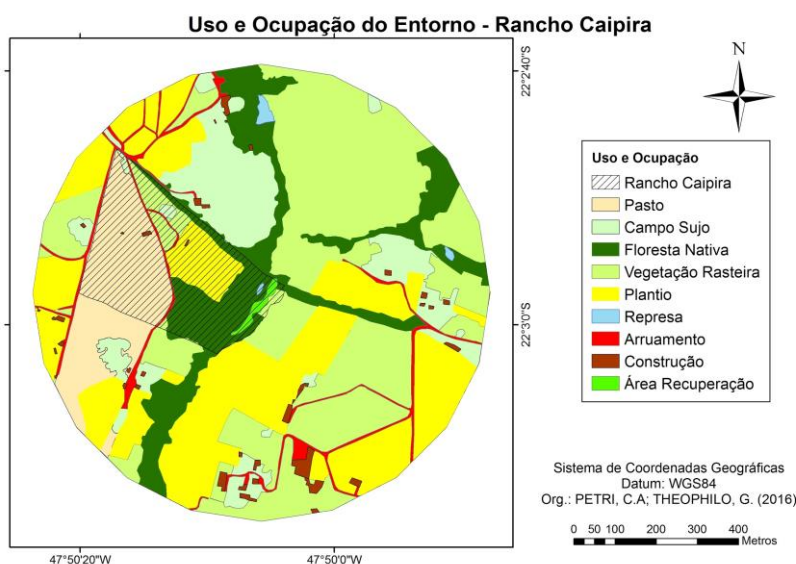 Uso e Ocupação do Entorno - Rancho Caipira
22°2'40"S
22°3'0"S
47°50'20"W
47°50'0"W
N
Uso e Ocupação
Rancho Caipira
Pasto
Campo Sujo
Floresta Nativa
Vegetação Rasteira
Plantio
Represa
Arruamento
Construção
Área Recuperação
Sistema de Coordenadas Geográficas
Datum: WGS84
Org.: PETRI, C.A; THEOPHILO, G. (2016)
0 50 100 200 300 400
Metros